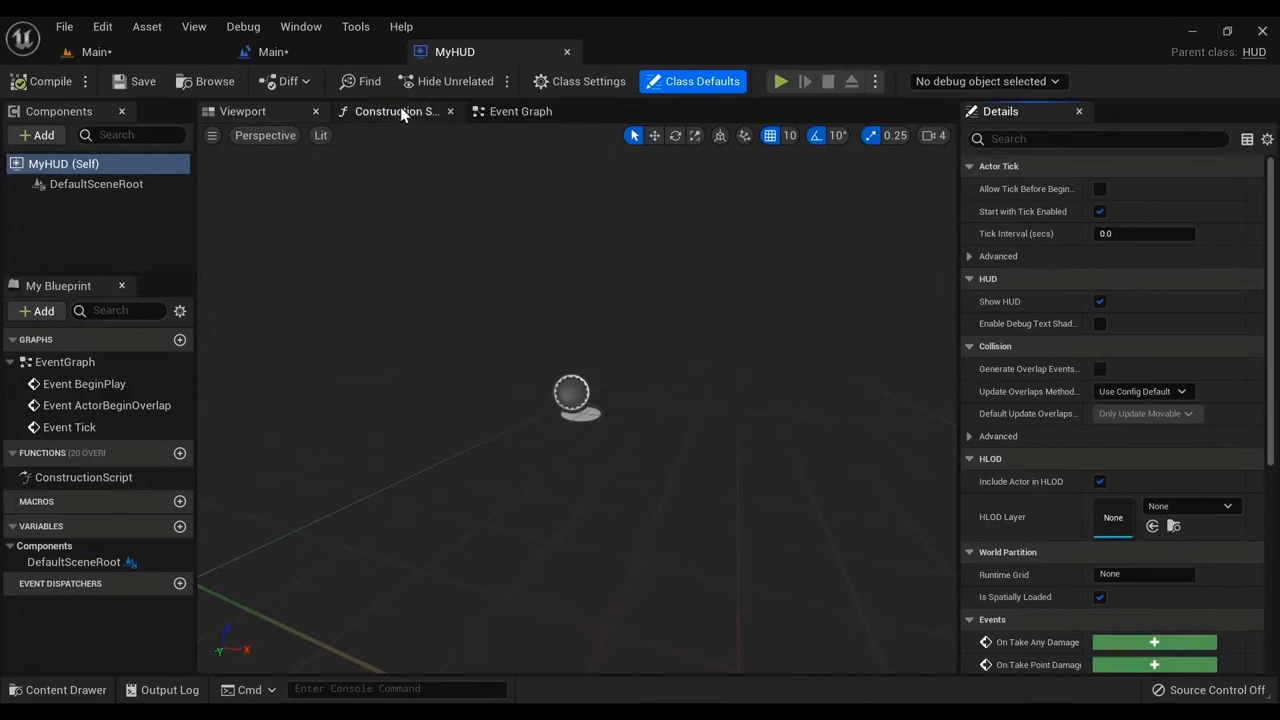 File Edit Asset View Debug Window Tools Help
Main* Main* MyHUD Parent class: HUD
Compile Save Browse Diff Find Hide Unrelated Class Settings Class Defaults No debug object selected
Components Viewport Construction S... Event Graph Details
Add Search Perspective Lit 10 10° 0.25 4 Search
MyHUD (Self)
DefaultSceneRoot
My Blueprint
Add Search
GRAPHS
EventGraph
Event BeginPlay
Event ActorBeginOverlap
Event Tick
FUNCTIONS (20 OVERI
ConstructionScript
MACROS
VARIABLES
Components
DefaultSceneRoot
EVENT DISPATCHERS
Z
X
Y
Actor Tick
Allow Tick Before Begin...
Start with Tick Enabled
Tick Interval (secs) 0.0
Advanced
HUD
Show HUD
Enable Debug Text Shad...
Collision
Generate Overlap Events...
Update Overlaps Method... Use Config Default
Default Update Overlaps... Only Update Movable
Advanced
HLOD
Include Actor in HLOD
HLOD Layer None None
World Partition
Runtime Grid None
Is Spatially Loaded
Events
On Take Any Damage
On Take Point Damag
Content Drawer Output Log Cmd Enter Console Command Source Control Off